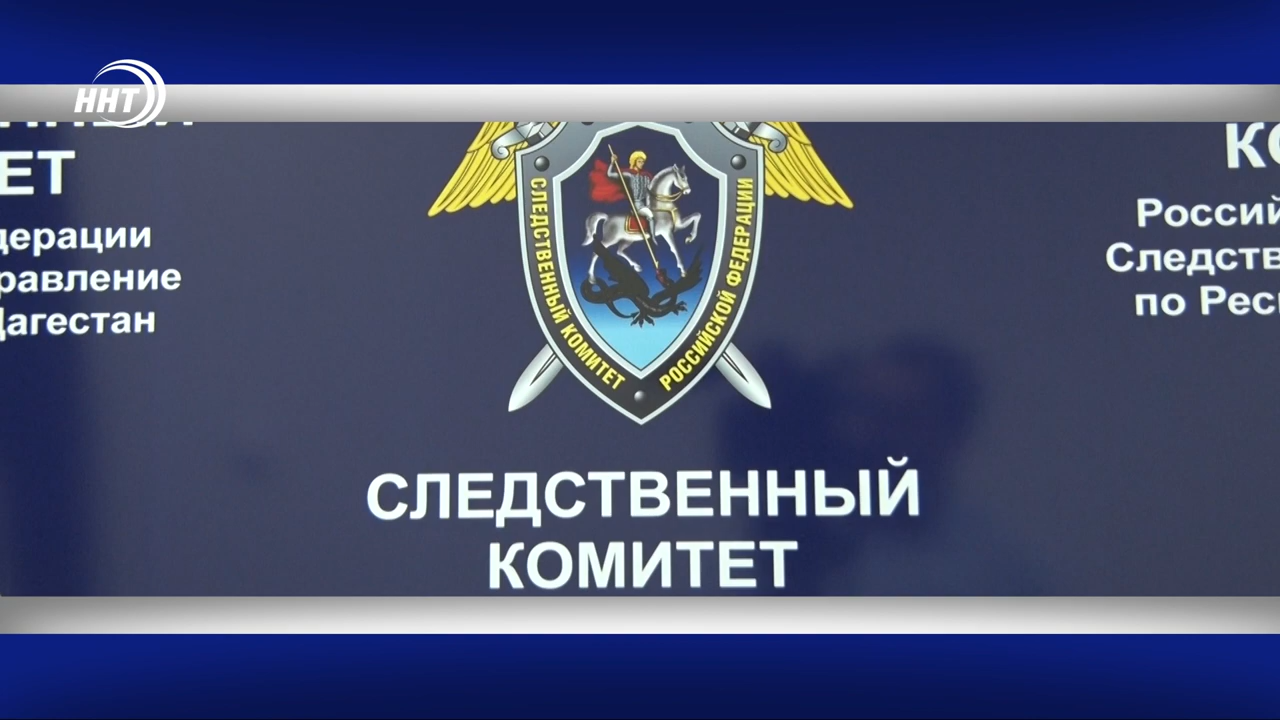 ННТ
ЕТ
дерации
равление
Дагестан
СЛЕДСТВЕННЫЙ КОМИТЕТ
РОССИЙСКОЙ ФЕДЕРАЦИИ
СЛЕДСТВЕННЫЙ
КОМИТЕТ
КО
Россий
Следств
по Рес